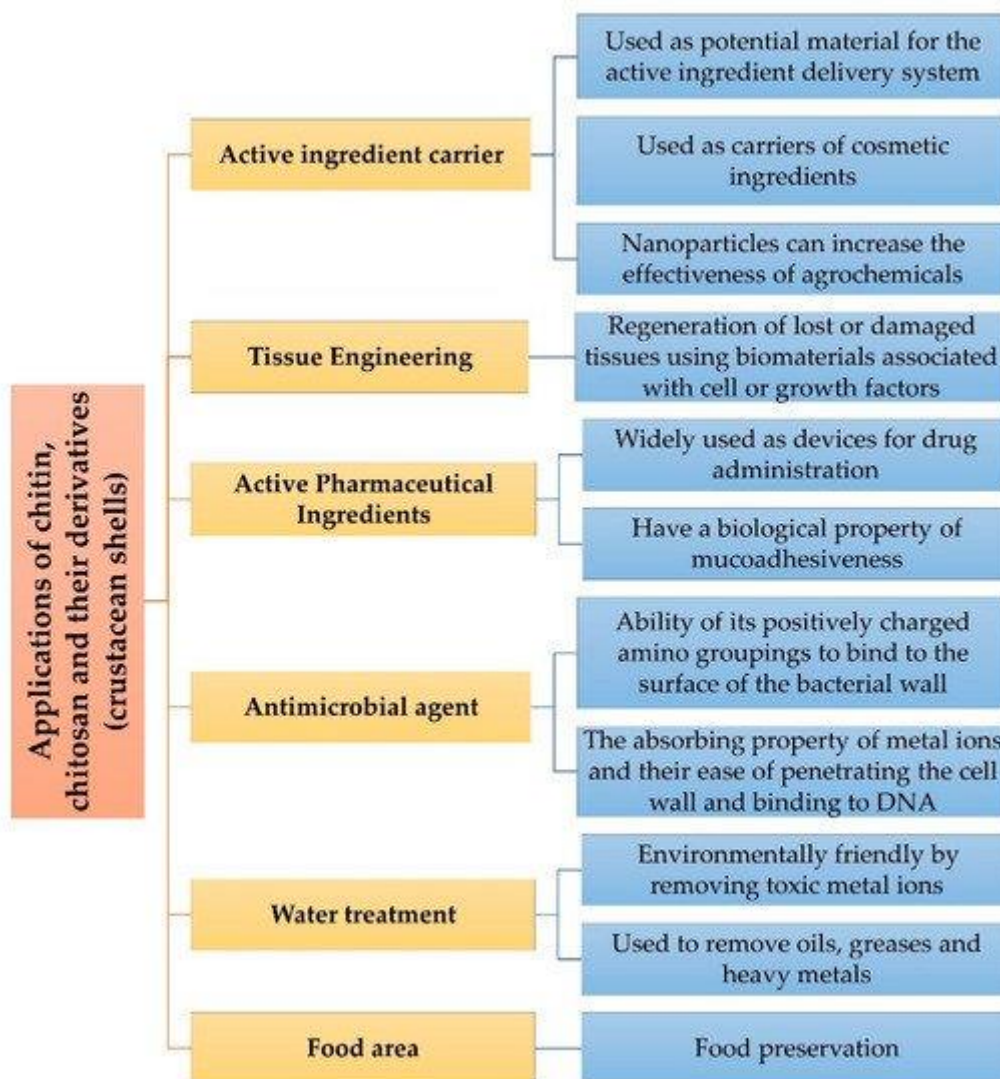 Applications of chitin,
chitosan and their derivatives
(crustacean shells)
Active ingredient carrier
Used as potential material for the
active ingredient delivery system
Used as carriers of cosmetic
ingredients
Nanoparticles can increase the
effectiveness of agrochemicals
Tissue Engineering
Regeneration of lost or damaged
tissues using biomaterials associated
with cell or growth factors
Active Pharmaceutical
Ingredients
Widely used as devices for drug
administration
Have a biological property of
mucoadhesiveness
Antimicrobial agent
Ability of its positively charged
amino groupings to bind to the
surface of the bacterial wall
The absorbing property of metal ions
and their ease of penetrating the cell
wall and binding to DNA
Water treatment
Environmentally friendly by
removing toxic metal ions
Used to remove oils, greases and
heavy metals
Food area
Food preservation